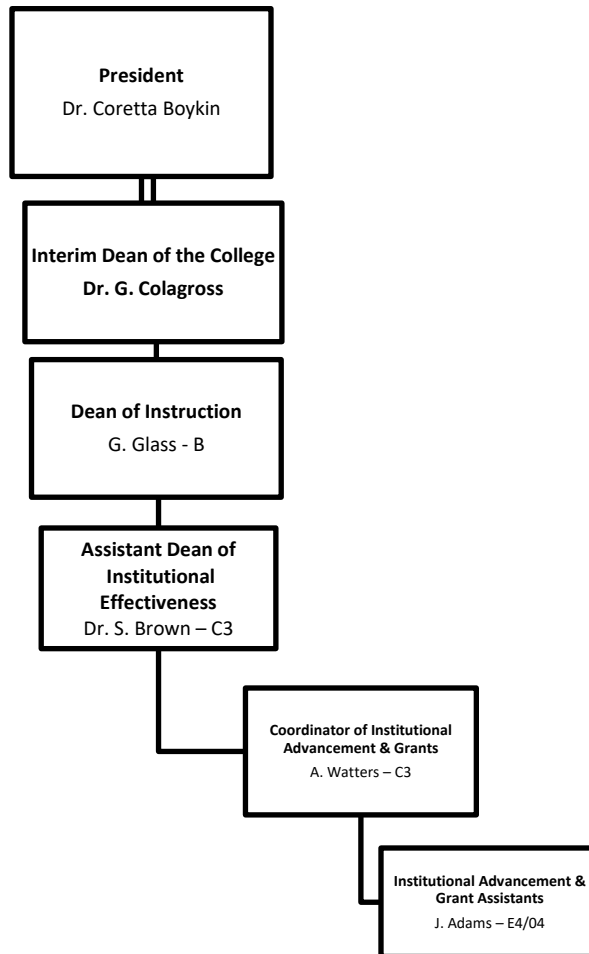 President
Dr. Coretta Boykin
Interim Dean of the College
Dr. G. Colagross
Dean of Instruction
G. Glass - B
Assistant Dean of
Institutional
Effectiveness
Dr. S. Brown – C3
Coordinator of Institutional
Advancement & Grants
A. Watters – C3
Institutional Advancement &
Grant Assistants
J. Adams – E4/04